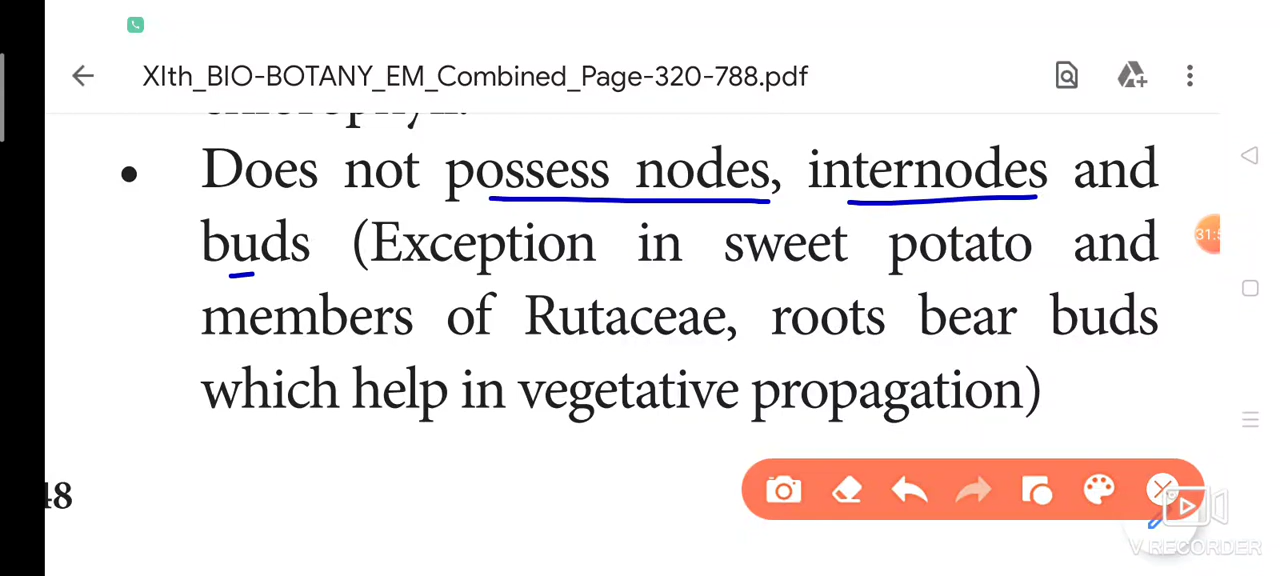 XIth_BIO-BOTANY_EM_Combined_Page-320-788.pdf
chlorophyll.
• Does not possess nodes, internodes and
buds (Exception in sweet potato and
members of Rutaceae, roots bear buds
which help in vegetative propagation)
48
V RECORDER